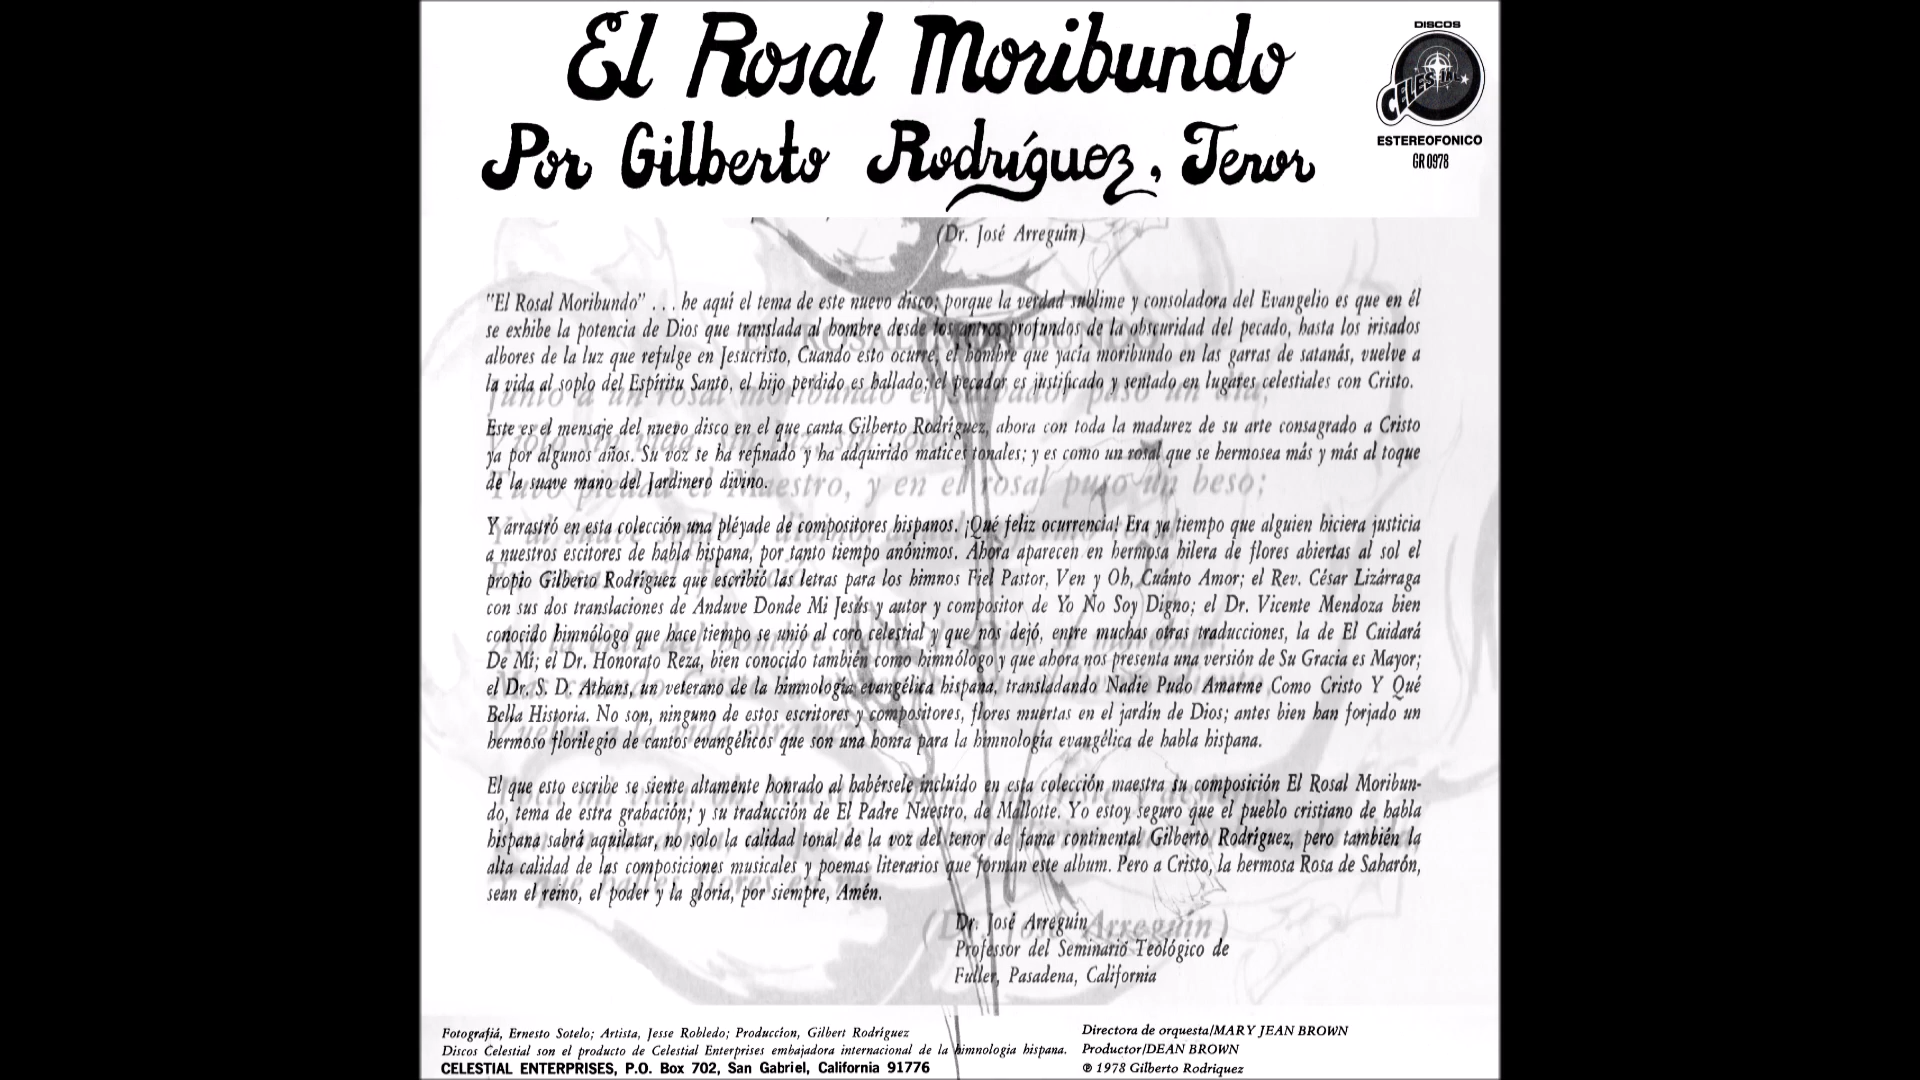 El Rosal Moribundo
Por Gilberto Rodríguez, Tenor
DISCOS
CELESTIAL
ESTEREOFONICO
GR 0978
(Dr. José Arreguín)
"El Rosal Moribundo" . . . he aquí el tema de este nuevo disco; porque la verdad sublime y consoladora del Evangelio es que en él
se exhibe la potencia de Dios que translada al hombre desde los antros profundos de la obscuridad del pecado, hasta los irisados
albores de la luz que refulge en Jesucristo, Cuando esto ocurre, el hombre que yacía moribundo en las garras de satanás, vuelve a
la vida al soplo del Espíritu Santo, el hijo perdido es hallado; el pecador es justificado y sentado en lugares celestiales con Cristo.
Este es el mensaje del nuevo disco en el que canta Gilberto Rodríguez, ahora con toda la madurez de su arte consagrado a Cristo
ya por algunos años. Su voz se ha refinado y ha adquirido matices tonales; y es como un rosal que se hermosea más y más al toque
de la suave mano del Jardinero divino.
Y arrastró en esta colección una pléyade de compositores hispanos. ¡Qué feliz ocurrencia! Era ya tiempo que alguien hiciera justicia
a nuestros escitores de habla hispana, por tanto tiempo anónimos. Ahora aparecen en hermosa hilera de flores abiertas al sol el
propio Gilberto Rodríguez que escribió las letras para los himnos Fiel Pastor, Ven y Oh, Cuánto Amor; el Rev. César Lizárraga
con sus dos translaciones de Anduve Donde Mi Jesús y autor y compositor de Yo No Soy Digno; el Dr. Vicente Mendoza bien
conocido himnólogo que hace tiempo se unió al coro celestial y que nos dejó, entre muchas otras traducciones, la de El Cuidará
De Mí; el Dr. Honorato Reza, bien conocido también como himnólogo y que ahora nos presenta una versión de Su Gracia es Mayor;
el Dr. S. D. Athans, un veterano de la himnología evangélica hispana, transladando Nadie Pudo Amarme Como Cristo Y Qué
Bella Historia. No son, ninguno de estos escritores y compositores, flores muertas en el jardín de Dios; antes bien han forjado un
hermoso florilegio de cantos evangélicos que son una honra para la himnología evangélica de habla hispana.
El que esto escribe se siente altamente honrado al habérsele incluído en esta colección maestra su composición El Rosal Moribun-
do, tema de estra grabación; y su traducción de El Padre Nuestro, de Mallotte. Yo estoy seguro que el pueblo cristiano de habla
hispana sabrá aquilatar, no solo la calidad tonal de la voz del tenor de fama continental Gilberto Rodríguez, pero también la
alta calidad de las composiciones musicales y poemas literarios que forman este album. Pero a Cristo, la hermosa Rosa de Saharón,
sean el reino, el poder y la gloria, por siempre, Amén.
Dr. José Arreguín
Professor del Seminario Teológico de
Fuller, Pasadena, California
Fotografiá, Ernesto Sotelo; Artista, Jesse Robledo; Produccíon, Gilbert Rodríguez
Discos Celestial son el producto de Celestial Enterprises embajadora internacional de la himnologia hispana.
CELESTIAL ENTERPRISES, P.O. Box 702, San Gabriel, California 91776
Directora de orquesta/MARY JEAN BROWN
Productor/DEAN BROWN
℗ 1978 Gilberto Rodriquez